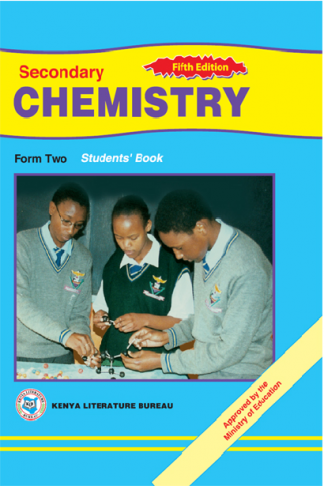 Secondary
Fifth Edition
CHEMISTRY
Form Two Students' Book
KENYA LITERATURE BUREAU
Approved by the
Ministry of Education